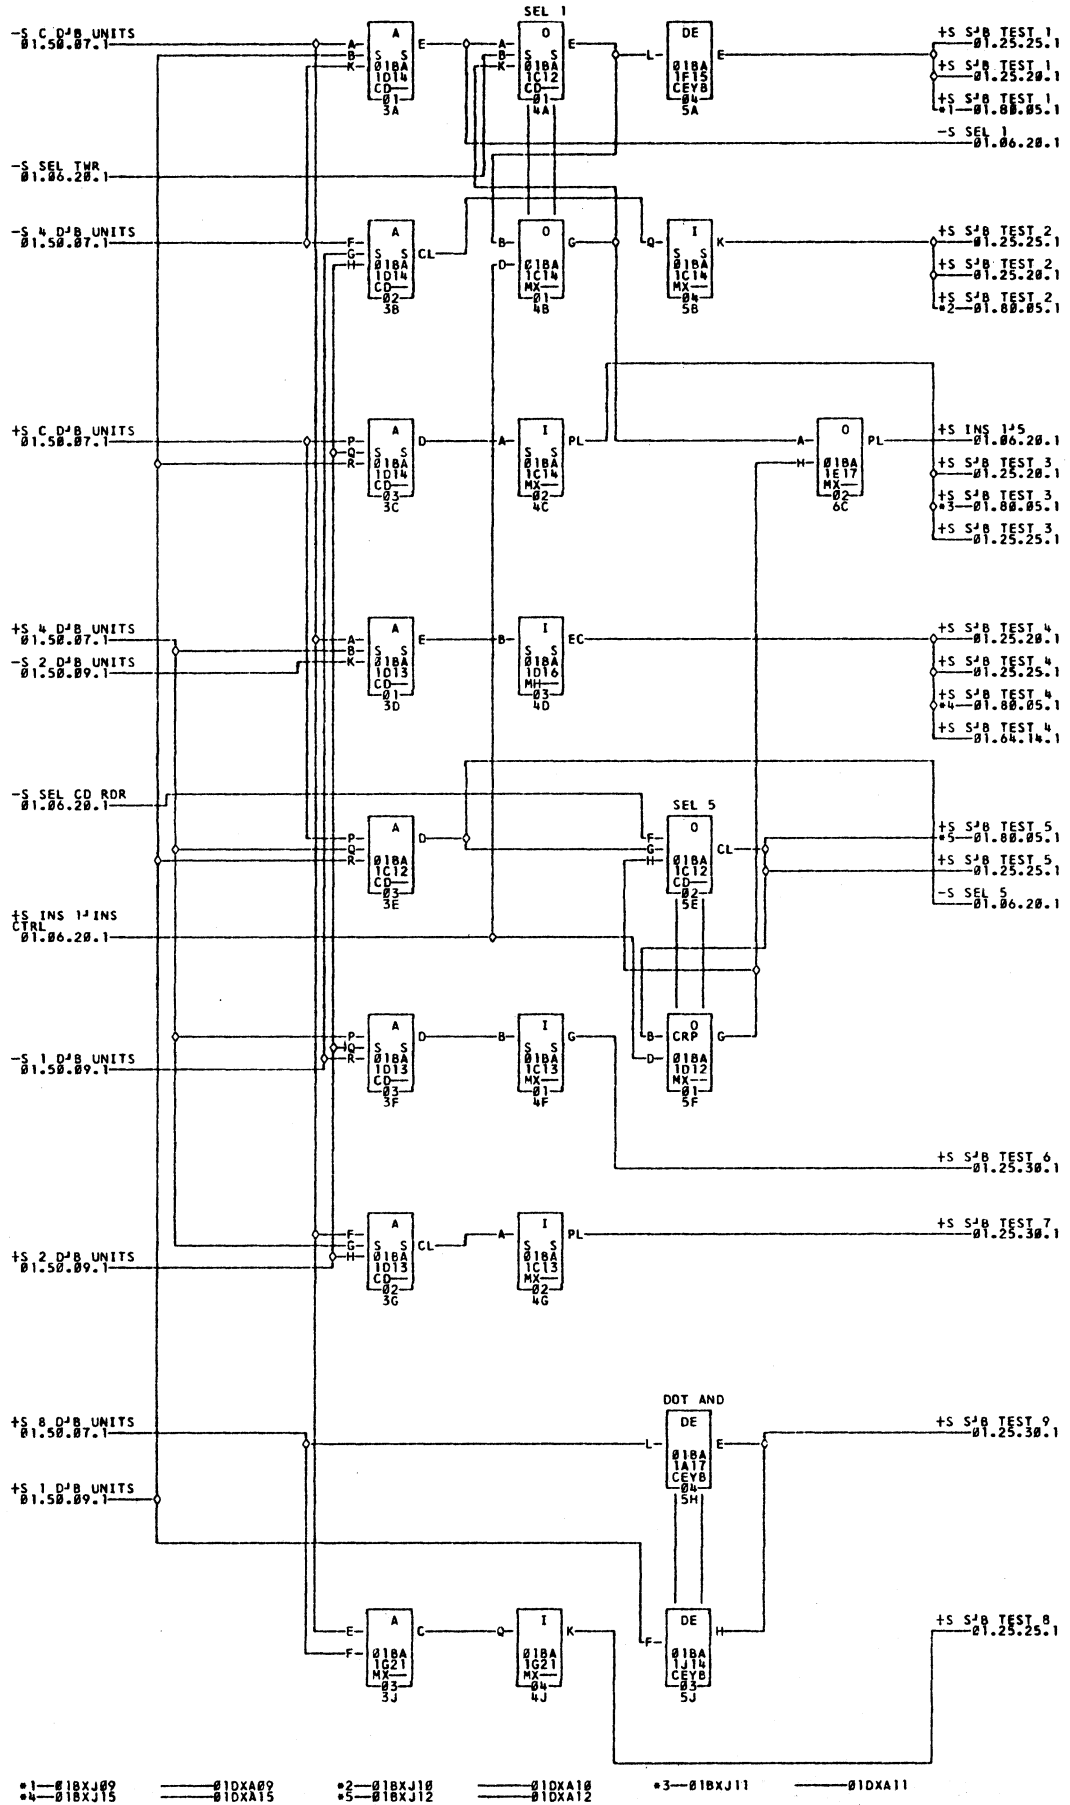 SEL 1
-S C D⅃B UNITS
01.50.07.1
A
B
K
A
E
01BA
1D14
CD
01
3A
A
B
K
O
S S
E
01BA
1C12
CD
01
4A
L
DE
E
01BA
1F15
CEYB
04
5A
+S S⅃B TEST 1
01.25.25.1
+S S⅃B TEST 1
01.25.20.1
+S S⅃B TEST 1
*1 01.80.05.1
-S SEL 1
01.06.20.1
-S SEL TWR
01.06.20.1
-S 4 D⅃B UNITS
01.50.07.1
F
G
H
A
S S
CL
01BA
1D14
CD
02
3B
B
D
O
G
01BA
1C14
MX
01
4B
Q
I
S S
K
01BA
1C14
MX
04
5B
+S S⅃B TEST 2
01.25.25.1
+S S⅃B TEST 2
01.25.20.1
+S S⅃B TEST 2
*2 01.80.05.1
+S C D⅃B UNITS
01.50.07.1
P
Q
R
A
S S
D
01BA
1D14
CD
03
3C
A
I
S S
PL
01BA
1C14
MX
02
4C
A
H
O
PL
01BA
1E17
MX
02
6C
+S INS 1⅃5
01.06.20.1
+S S⅃B TEST 3
01.25.20.1
+S S⅃B TEST 3
*3 01.80.05.1
+S S⅃B TEST 3
01.25.25.1
+S 4 D⅃B UNITS
01.50.07.1
-S 2 D⅃B UNITS
01.50.09.1
A
B
K
A
S S
E
01BA
1D13
CD
01
3D
B
I
S S
EC
01BA
1D16
MH
03
4D
+S S⅃B TEST 4
01.25.20.1
+S S⅃B TEST 4
01.25.25.1
+S S⅃B TEST 4
*4 01.80.05.1
+S S⅃B TEST 4
01.64.14.1
-S SEL CD RDR
01.06.20.1
P
Q
R
A
D
01BA
1C12
CD
03
3E
SEL 5
F
G
H
O
CL
01BA
1C12
CD
02
5E
+S S⅃B TEST 5
*5 01.80.05.1
+S S⅃B TEST 5
01.25.25.1
-S SEL 5
01.06.20.1
+S INS 1⅃INS
CTRL
01.06.20.1
-S 1 D⅃B UNITS
01.50.09.1
P
Q
R
A
S S
D
01BA
1D13
CD
03
3F
B
I
S S
G
01BA
1C13
MX
01
4F
B
D
O
CRP
G
01BA
1D12
MX
01
5F
+S S⅃B TEST 6
01.25.30.1
+S 2 D⅃B UNITS
01.50.09.1
F
G
H
A
S S
CL
01BA
1D13
CD
02
3G
A
I
S S
PL
01BA
1C13
MX
02
4G
+S S⅃B TEST 7
01.25.30.1
+S 8 D⅃B UNITS
01.50.07.1
+S 1 D⅃B UNITS
01.50.09.1
DOT AND
L
DE
E
01BA
1A17
CEYB
04
5H
+S S⅃B TEST 9
01.25.30.1
E
F
A
C
01BA
1G21
MX
03
3J
Q
I
K
01BA
1G21
MX
04
4J
F
DE
H
01BA
1J14
CEYB
03
5J
+S S⅃B TEST 8
01.25.25.1
*1—01BXJ09 01DXA09 *2—01BXJ10 01DXA10 *3—01BXJ11 01DXA11
*4—01BXJ15 01DXA15 *5—01BXJ12 01DXA12